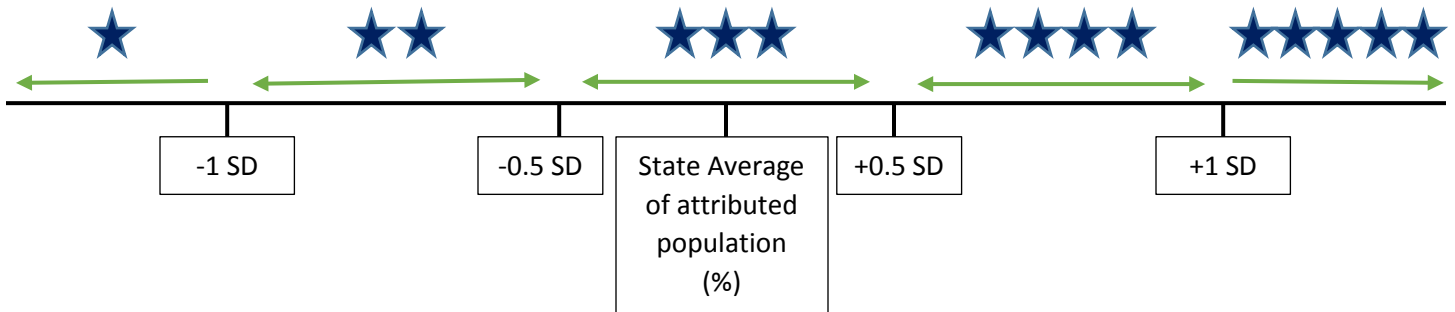 -1 SD
-0.5 SD
State Average
of attributed
population
(%)
+0.5 SD
+1 SD